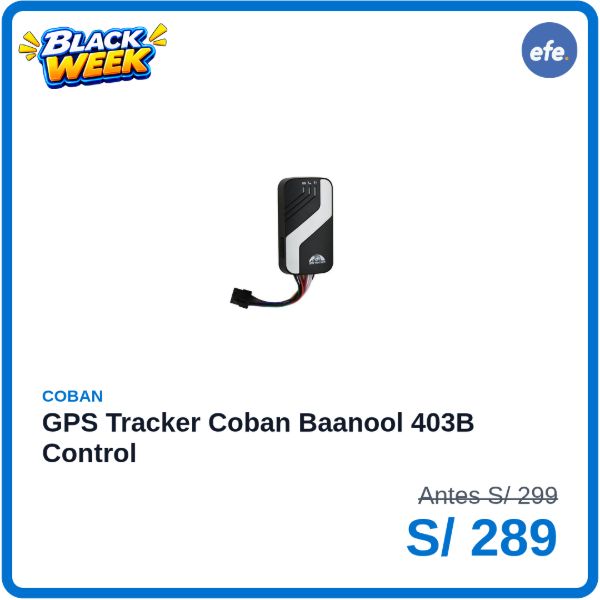 BLACK
WEEK
efe.
COBAN
GPS Tracker Coban Baanool 403B
Control
Antes S/ 299
S/ 289